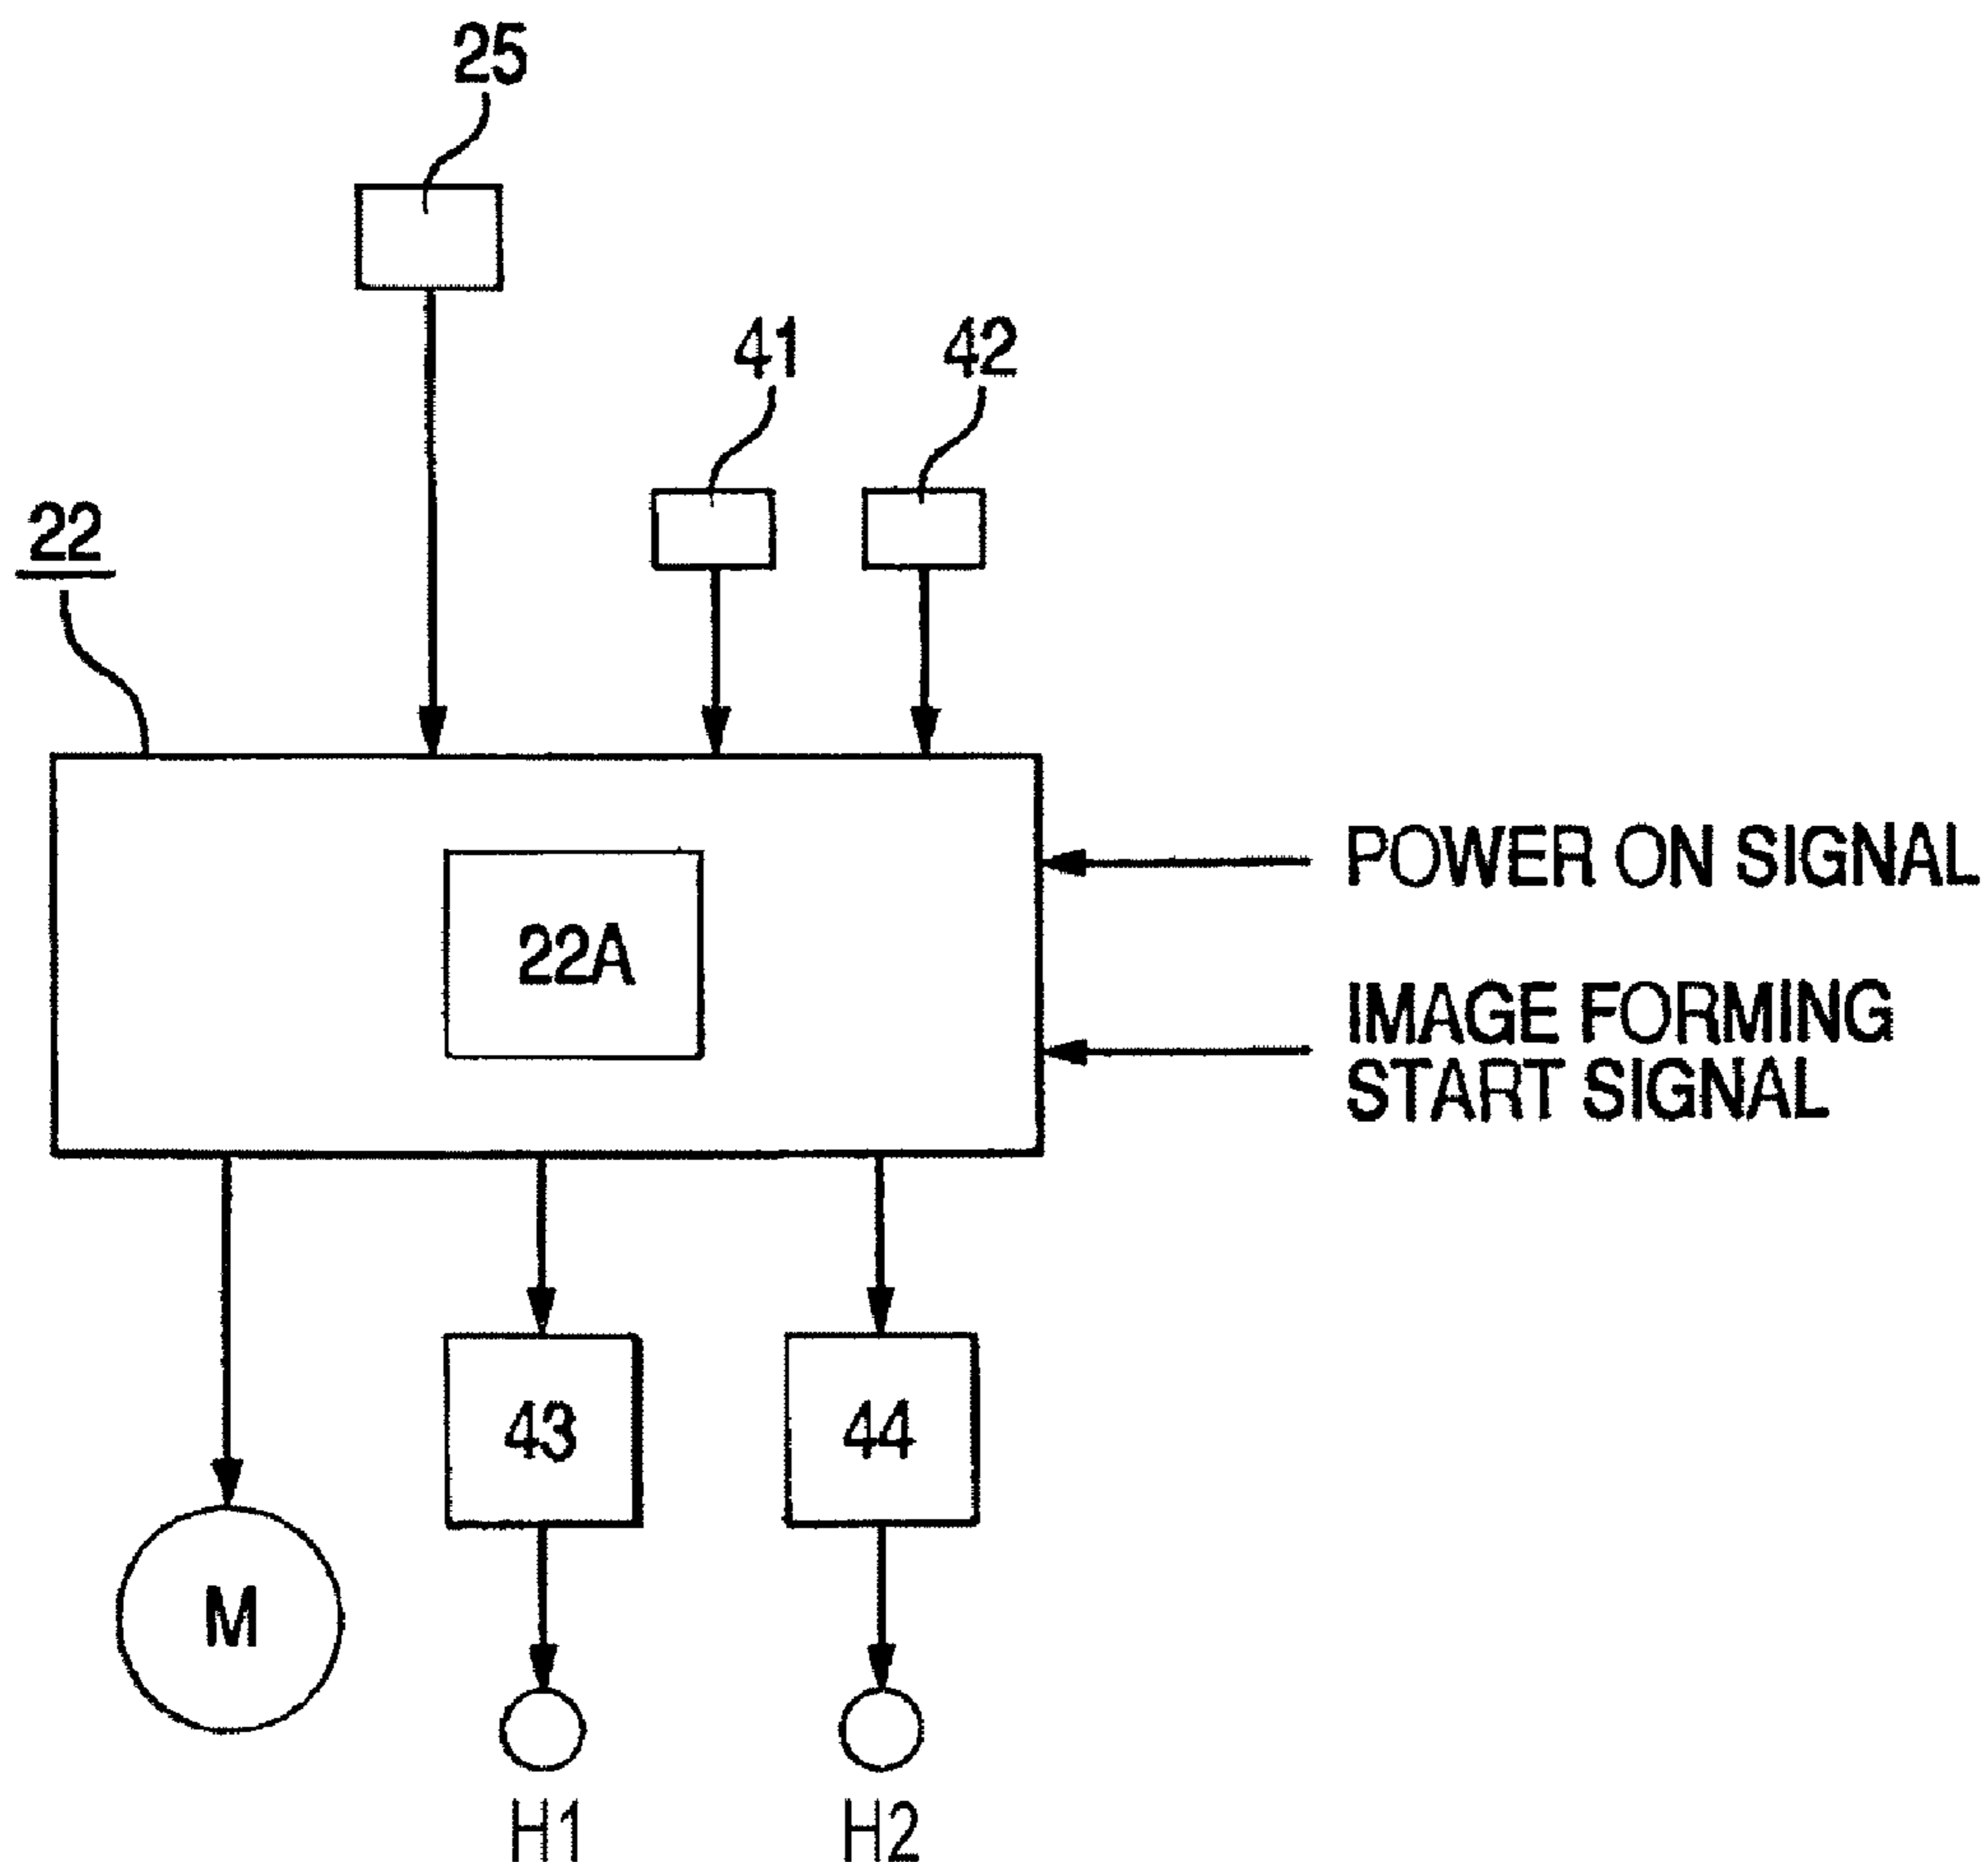 25
41
42
22
POWER ON SIGNAL
22A
IMAGE FORMING
START SIGNAL
43
44
M
H1
H2